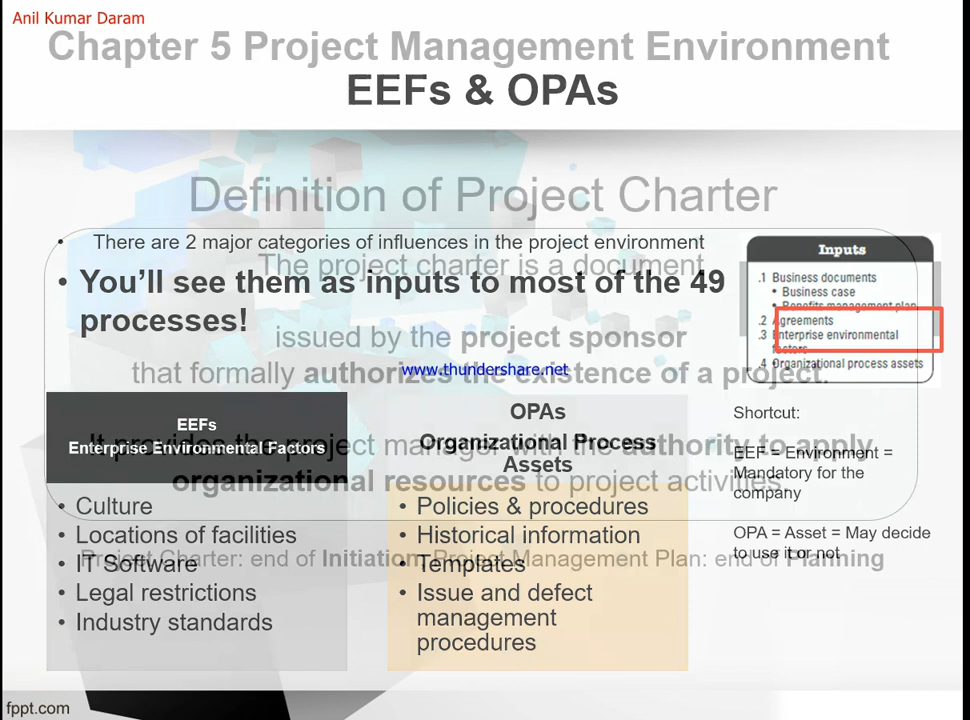 Anil Kumar Daram
Chapter 5 Project Management Environment
EEFs & OPAs
Definition of Project Charter
• There are 2 major categories of influences in the project environment
The project charter is a document
• You'll see them as inputs to most of the 49
processes!
issued by the project sponsor
that formally authorizes the existence of a project.
www.thundershare.net
Inputs
.1 Business documents
• Business case
• Benefits management plan
.2 Agreements
.3 Enterprise environmental
factors
.4 Organizational process assets
EEFs
Enterprise Environmental Factors
OPAs
Organizational Process
Assets
It provides the project manager with the authority to apply
organizational resources to project activities.
Shortcut:
EEF = Environment =
Mandatory for the
company
OPA = Asset = May decide
to use it or not
• Culture
• Locations of facilities
• IT Software
• Legal restrictions
• Industry standards
• Policies & procedures
• Historical information
• Templates
• Issue and defect
management
procedures
Project Charter: end of Initiation. Project Management Plan: end of Planning
fppt.com